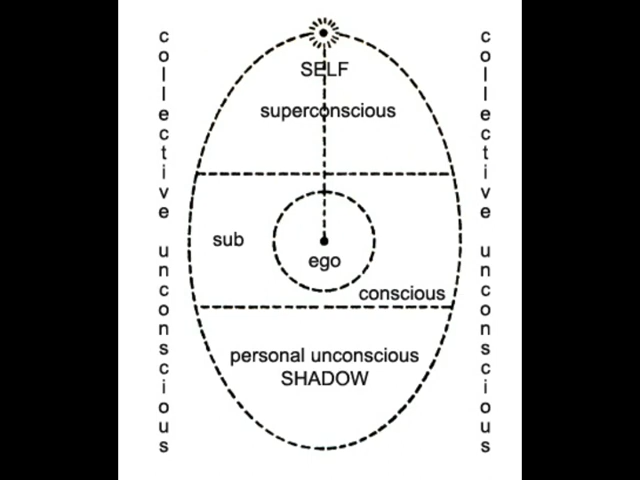 SELF
superconscious
sub
ego
conscious
personal unconscious
SHADOW
collective unconscious
collective unconscious